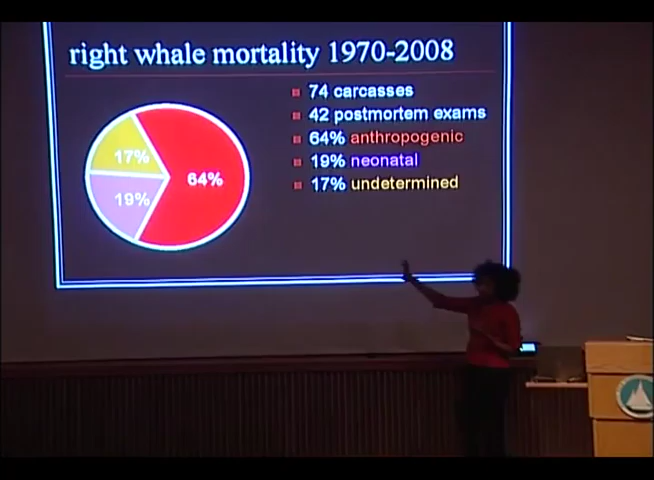 right whale mortality 1970-2008
74 carcasses
42 postmortem exams
64% anthropogenic
19% neonatal
17% undetermined
17%
64%
19%